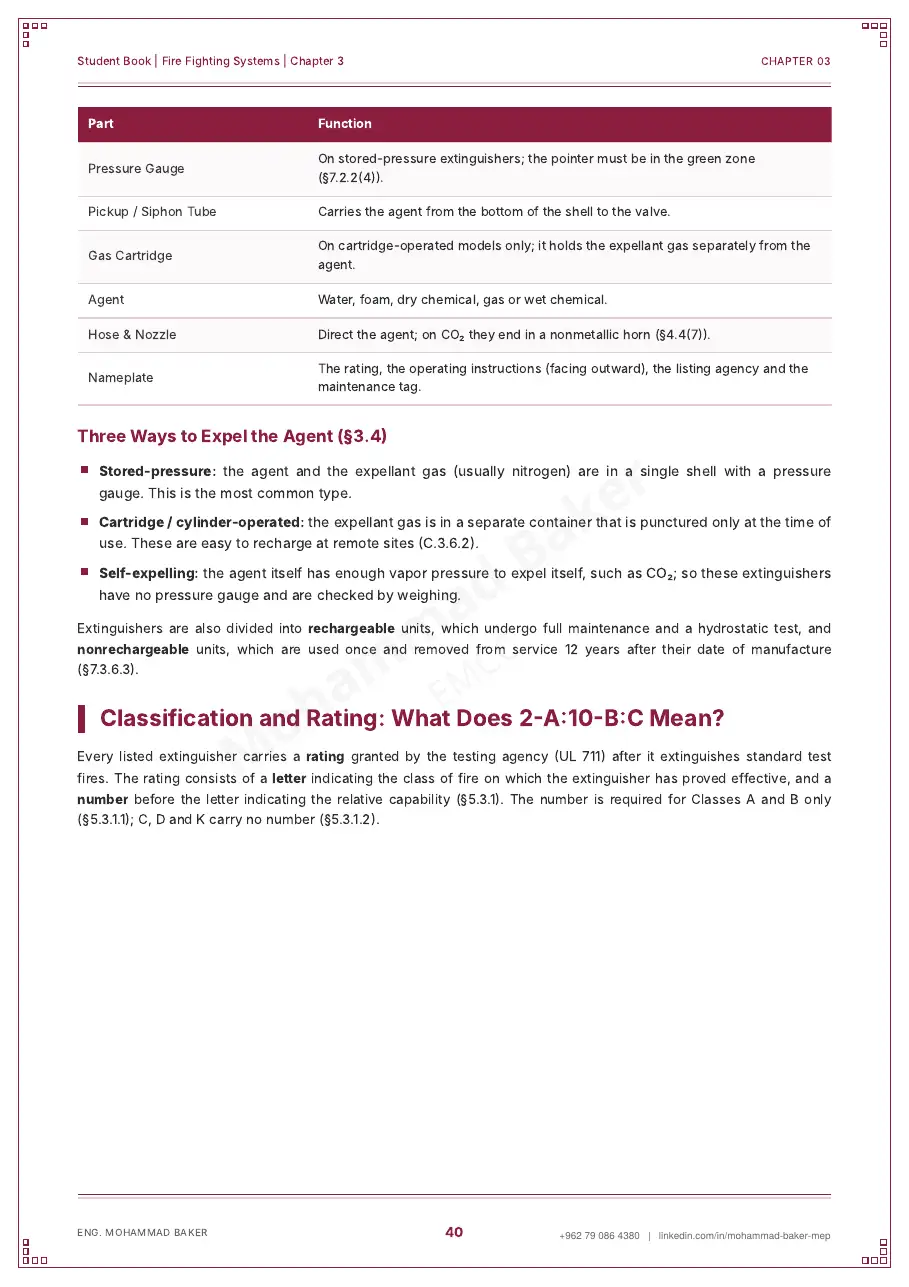 Student Book | Fire Fighting Systems | Chapter 3
CHAPTER 03
Part Function
Pressure Gauge On stored-pressure extinguishers; the pointer must be in the green zone
(§7.2.2(4)).
Pickup / Siphon Tube Carries the agent from the bottom of the shell to the valve.
Gas Cartridge On cartridge-operated models only; it holds the expellant gas separately from the
agent.
Agent Water, foam, dry chemical, gas or wet chemical.
Hose & Nozzle Direct the agent; on CO₂ they end in a nonmetallic horn (§4.4(7)).
Nameplate The rating, the operating instructions (facing outward), the listing agency and the
maintenance tag.
Three Ways to Expel the Agent (§3.4)
Stored-pressure: the agent and the expellant gas (usually nitrogen) are in a single shell with a pressure
gauge. This is the most common type.
Cartridge / cylinder-operated: the expellant gas is in a separate container that is punctured only at the time of
use. These are easy to recharge at remote sites (C.3.6.2).
Self-expelling: the agent itself has enough vapor pressure to expel itself, such as CO₂; so these extinguishers
have no pressure gauge and are checked by weighing.
Extinguishers are also divided into rechargeable units, which undergo full maintenance and a hydrostatic test, and
nonrechargeable units, which are used once and removed from service 12 years after their date of manufacture
(§7.3.6.3).
Classification and Rating: What Does 2-A:10-B:C Mean?
Every listed extinguisher carries a rating granted by the testing agency (UL 711) after it extinguishes standard test
fires. The rating consists of a letter indicating the class of fire on which the extinguisher has proved effective, and a
number before the letter indicating the relative capability (§5.3.1). The number is required for Classes A and B only
(§5.3.1.1); C, D and K carry no number (§5.3.1.2).
Mohammad Baker
ENG. MOHAMMAD BAKER
40
+962 79 086 4380 | linkedin.com/in/mohammad-baker-mep